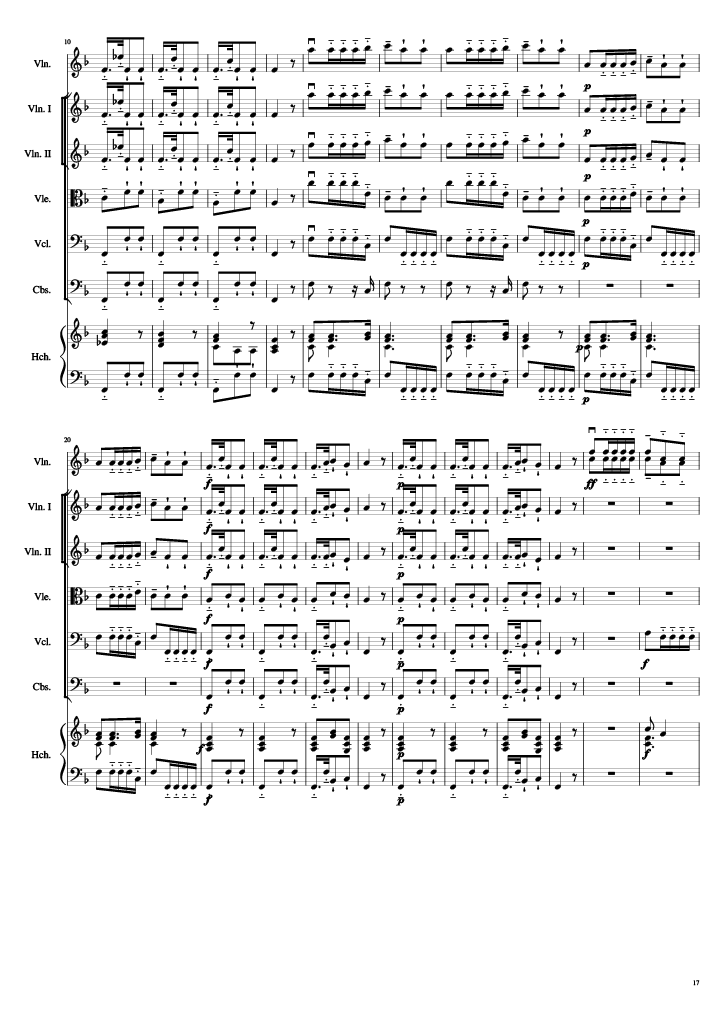 10
Vln.
p
Vln. I
p
Vln. II
p
Vle.
p
Vcl.
p
Cbs.
Hch.
p
p
20
Vln.
f
p
ff
Vln. I
f
p
Vln. II
f
p
Vle.
f
p
Vcl.
f
p
f
Cbs.
f
p
Hch.
f
f
f
p
17